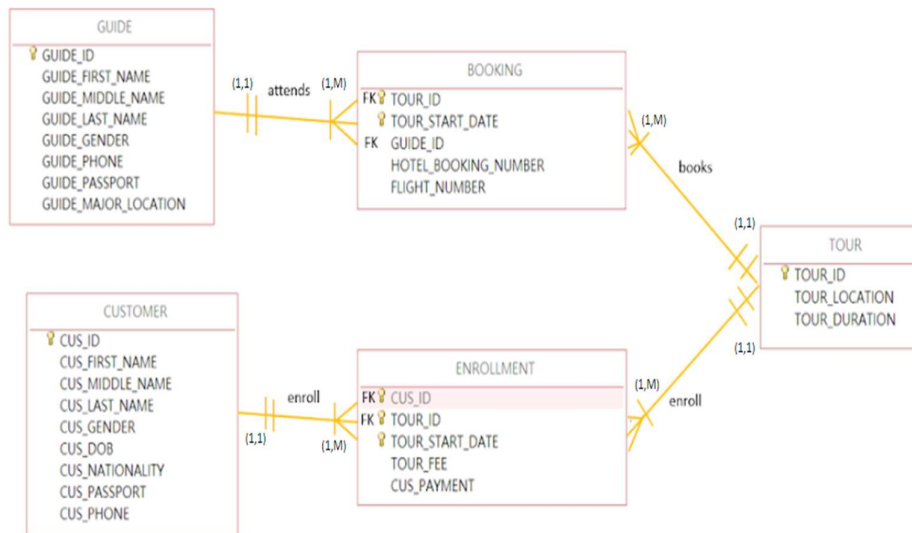 GUIDE
GUIDE_ID
GUIDE_FIRST_NAME
GUIDE_MIDDLE_NAME
GUIDE_LAST_NAME
GUIDE_GENDER
GUIDE_PHONE
GUIDE_PASSPORT
GUIDE_MAJOR_LOCATION
(1,1)
attends
(1,M)
BOOKING
FK TOUR_ID
TOUR_START_DATE
FK GUIDE_ID
HOTEL_BOOKING_NUMBER
FLIGHT_NUMBER
(1,M)
books
(1,1)
TOUR
TOUR_ID
TOUR_LOCATION
TOUR_DURATION
(1,1)
enroll
(1,M)
CUSTOMER
CUS_ID
CUS_FIRST_NAME
CUS_MIDDLE_NAME
CUS_LAST_NAME
CUS_GENDER
CUS_DOB
CUS_NATIONALITY
CUS_PASSPORT
CUS_PHONE
enroll
(1,1)
(1,M)
ENROLLMENT
FK CUS_ID
FK TOUR_ID
TOUR_START_DATE
TOUR_FEE
CUS_PAYMENT